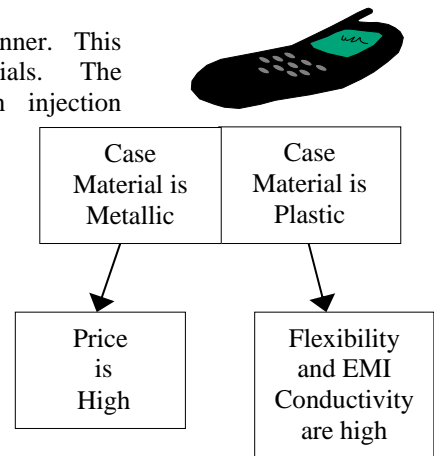 nner. This
ials. The
n injection
Case
Material is
Metallic
Case
Material is
Plastic
Price
is
High
Flexibility
and EMI
Conductivity
are high